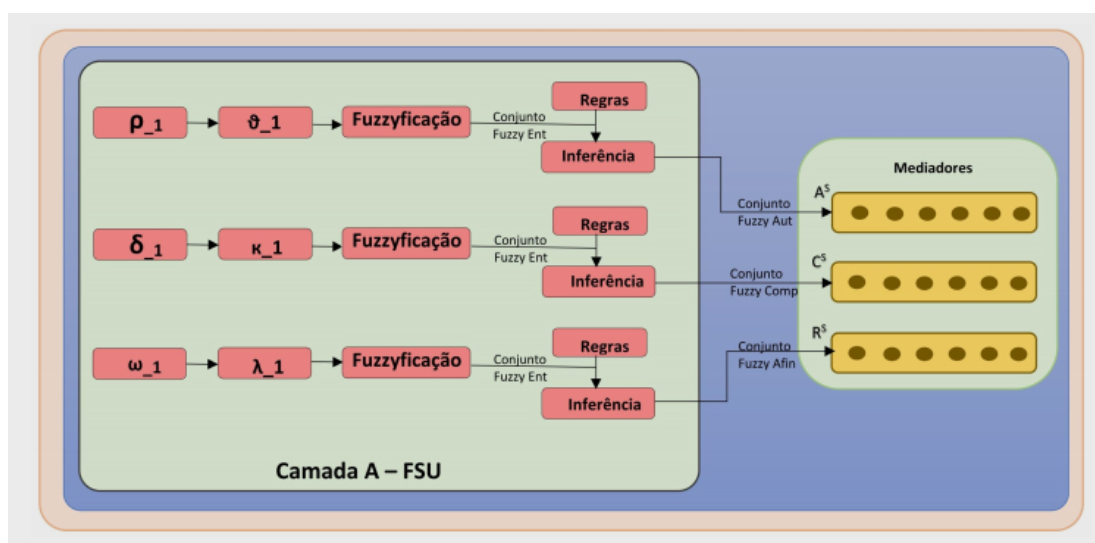 Regras
ρ_1
ϑ_1
Fuzzyficação
Conjunto
Fuzzy Ent
Inferência
Mediadores
A^S
Conjunto
Fuzzy Aut
Regras
δ_1
κ_1
Fuzzyficação
Conjunto
Fuzzy Ent
Inferência
C^S
Conjunto
Fuzzy Comp
Regras
ω_1
λ_1
Fuzzyficação
Conjunto
Fuzzy Ent
Inferência
R^S
Conjunto
Fuzzy Afin
Camada A – FSU